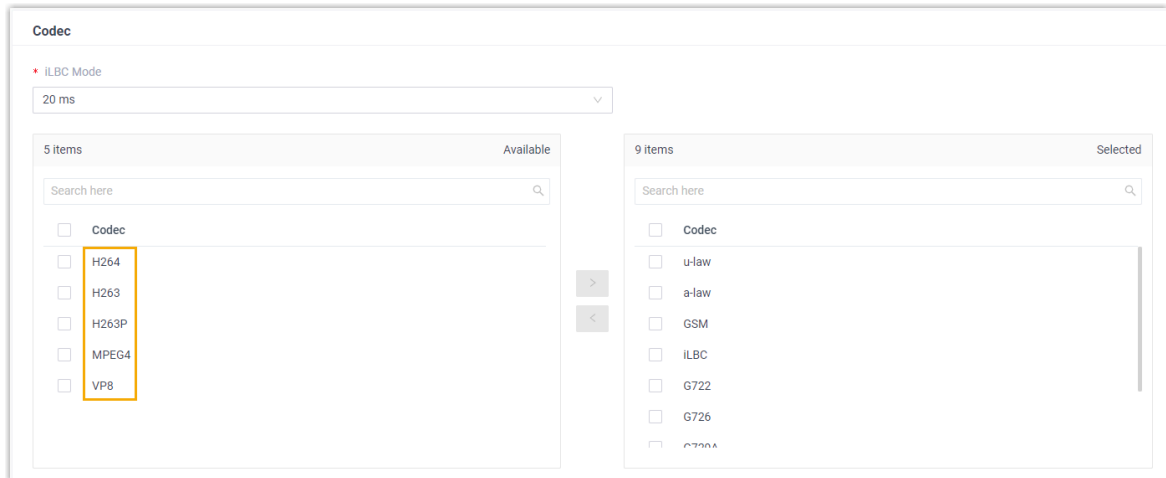 Codec
* iLBC Mode
20 ms
5 items Available
Search here
Codec
H264
H263
H263P
MPEG4
VP8
>
<
9 items Selected
Search here
Codec
u-law
a-law
GSM
iLBC
G722
G726
G729A